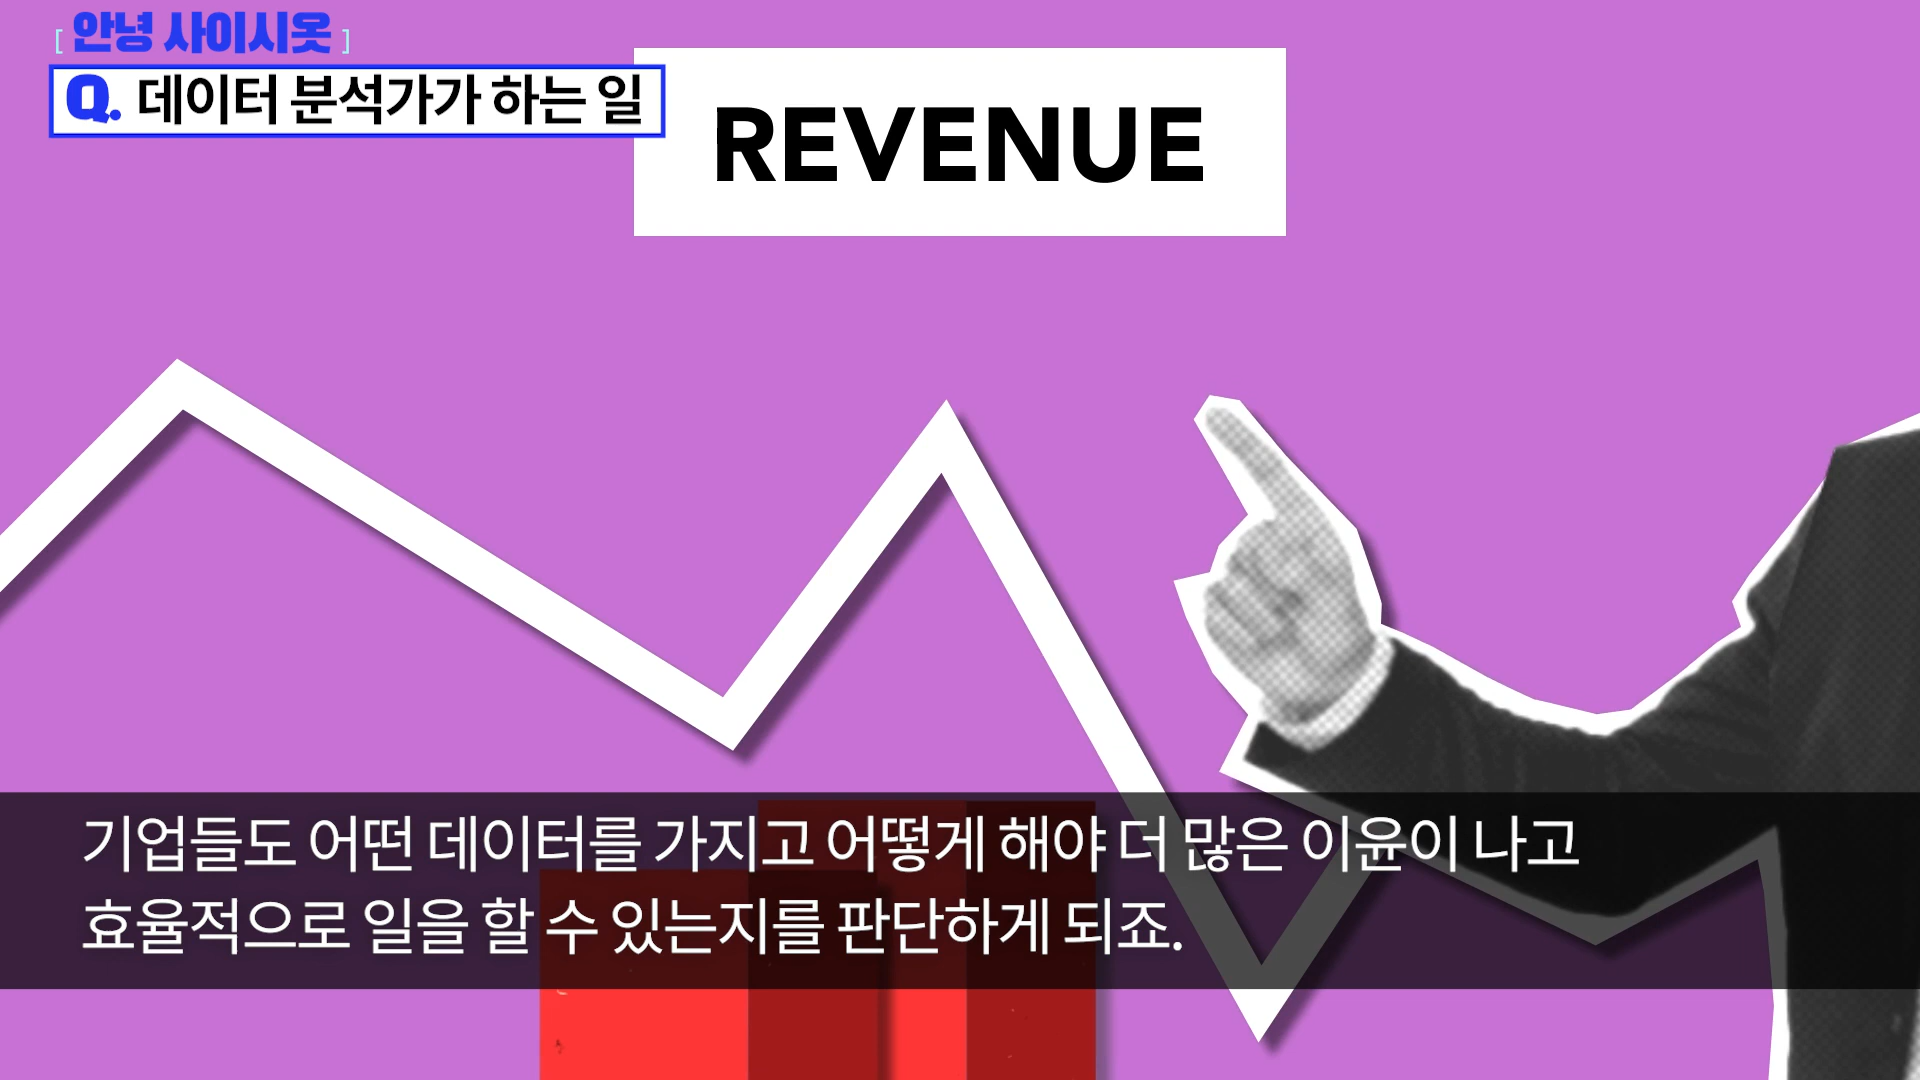 [ 안녕 사이시옷 ]
Q. 데이터 분석가가 하는 일
REVENUE
기업들도 어떤 데이터를 가지고 어떻게 해야 더 많은 이윤이 나고
효율적으로 일을 할 수 있는지를 판단하게 되죠.